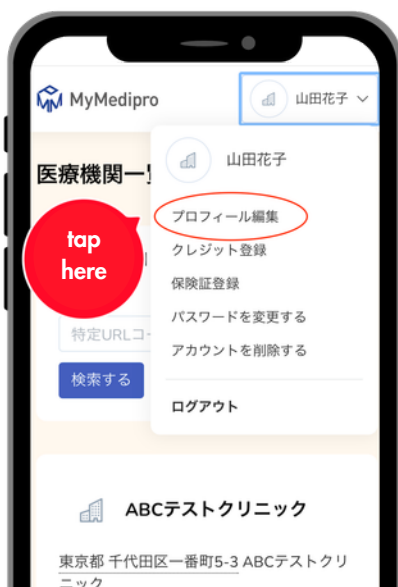 MyMedipro
山田花子
山田花子
医療機関一
プロフィール編集
クレジット登録
保険証登録
パスワードを変更する
アカウントを削除する
ログアウト
tap
here
特定URLコー
検索する
ABCテストクリニック
東京都 千代田区一番町5-3 ABCテストクリ
ニック